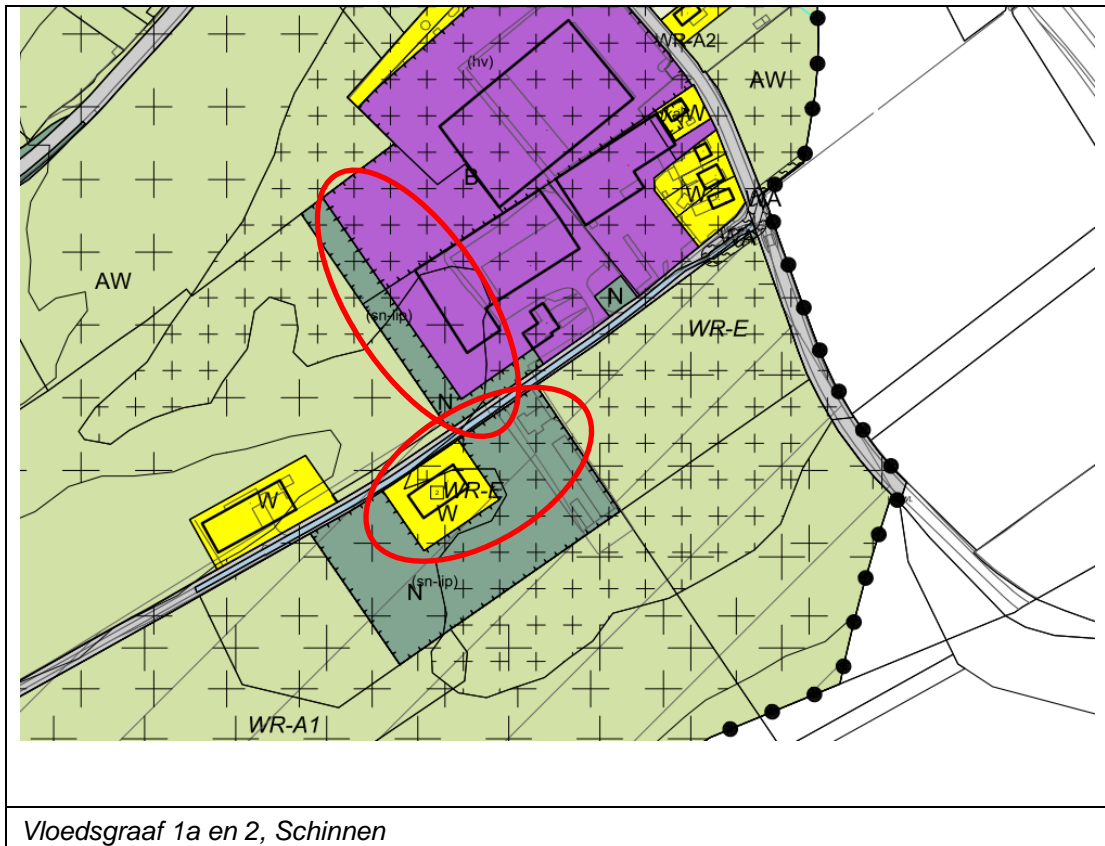 (hv)
WR-A2
AW
W
B
W
WA
AW
N
WR-E
(sn-lip)
N
W
2
WR-E
W
(sn-lip)
N
WR-A1
Vloedsgraaf 1a en 2, Schinnen